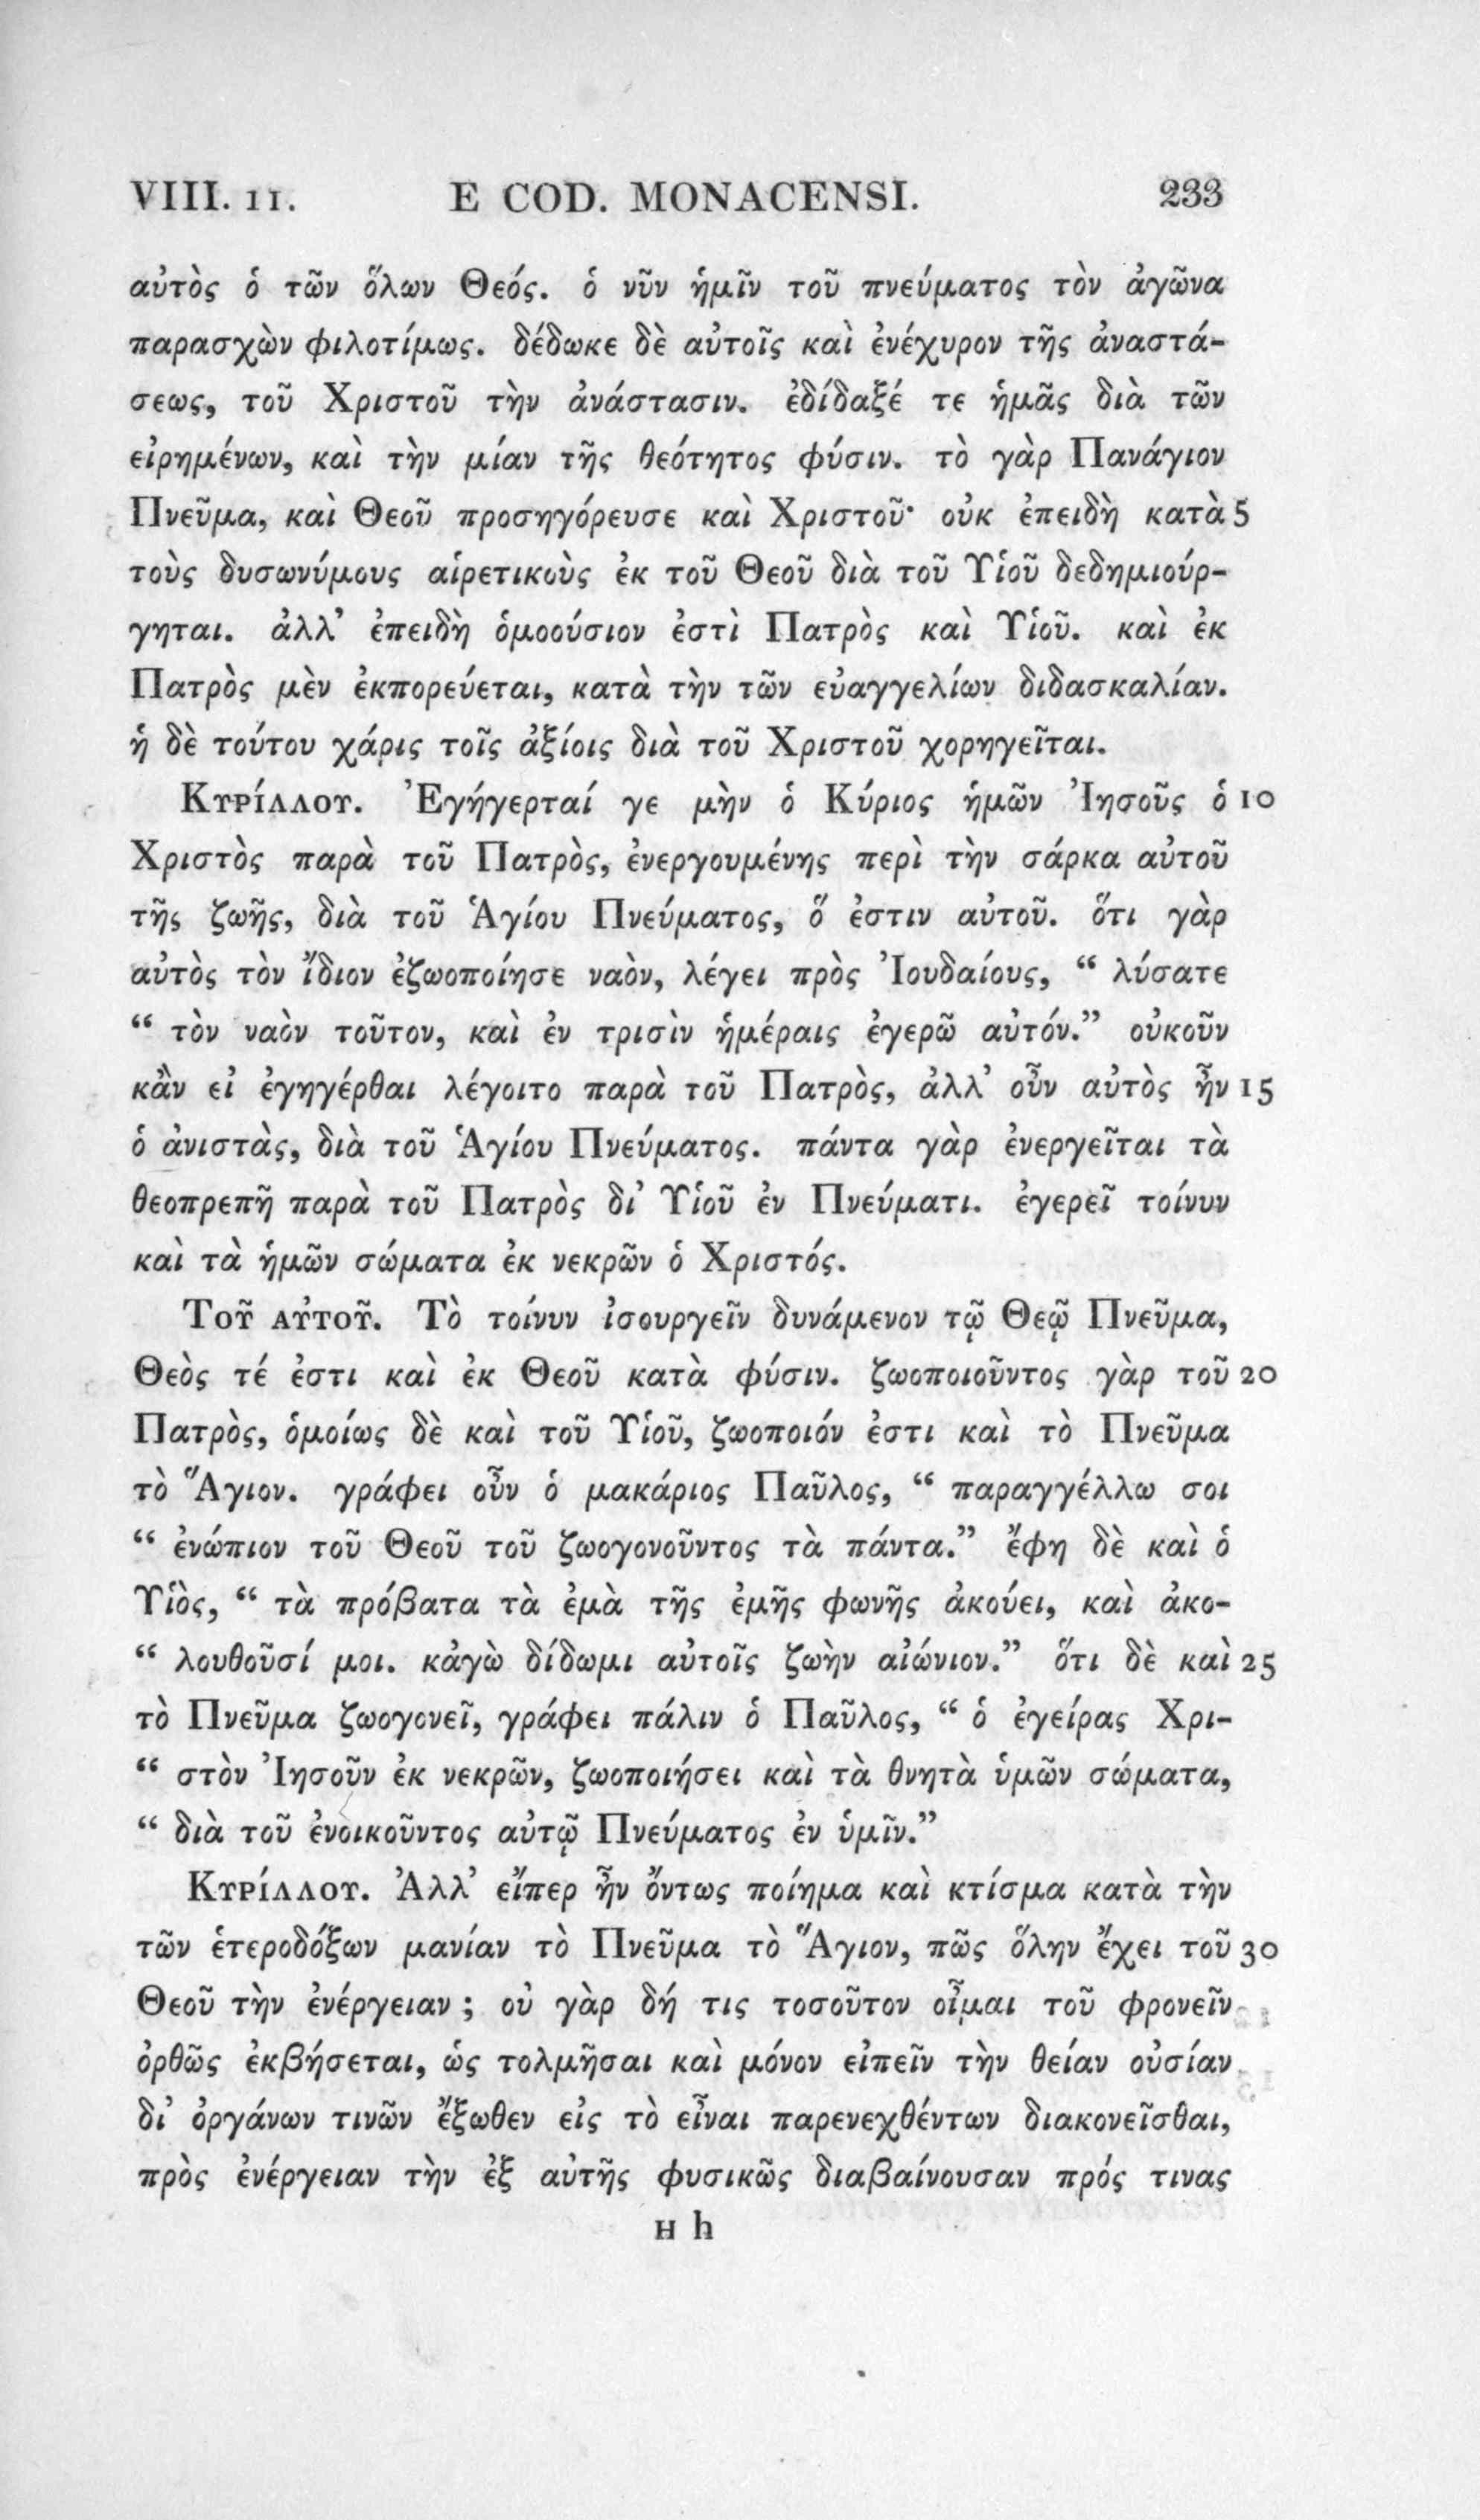 VIII. 11. E COD. MONACENSI. 233
αὐτὸς ὁ τῶν ὅλων Θεός. ὁ νῦν ἡμῖν τοῦ πνεύματος τὸν ἀγῶνα
παρασχὼν φιλοτίμως. δέδωκε δὲ αὐτοῖς καὶ ἐνέχυρον τῆς ἀναστά-
σεως, τοῦ Χριστοῦ τὴν ἀνάστασιν. ἐδίδαξέ τε ἡμᾶς διὰ τῶν
εἰρημένων, καὶ τὴν μίαν τῆς θεότητος φύσιν. τὸ γὰρ Πανάγιον
Πνεῦμα, καὶ Θεοῦ προσηγόρευσε καὶ Χριστοῦ· οὐκ ἐπειδὴ κατὰ 5
τοὺς δυσωνύμους αἱρετικοὺς ἐκ τοῦ Θεοῦ διὰ τοῦ Υἱοῦ δεδημιούρ-
γηται. ἀλλ’ ἐπειδὴ ὁμοούσιον ἐστὶ Πατρὸς καὶ Υἱοῦ. καὶ ἐκ
Πατρὸς μὲν ἐκπορεύεται, κατὰ τὴν τῶν εὐαγγελίων διδασκαλίαν.
ἡ δὲ τούτου χάρις τοῖς ἀξίοις διὰ τοῦ Χριστοῦ χορηγεῖται.
Κυρίλλου. Ἐγήγερταί γε μὴν ὁ Κύριος ἡμῶν Ἰησοῦς ὁ 10
Χριστὸς παρὰ τοῦ Πατρὸς, ἐνεργουμένης περὶ τὴν σάρκα αὐτοῦ
τῆς ζωῆς, διὰ τοῦ Ἁγίου Πνεύματος, ὅ ἐστιν αὐτοῦ. ὅτι γὰρ
αὐτὸς τὸν ἴδιον ἐζωοποίησε ναὸν, λέγει πρὸς Ἰουδαίους, “ λύσατε
“ τὸν ναὸν τοῦτον, καὶ ἐν τρισὶν ἡμέραις ἐγερῶ αὐτόν.” οὐκοῦν
κἂν εἰ ἐγηγέρθαι λέγοιτο παρὰ τοῦ Πατρὸς, ἀλλ’ οὖν αὐτὸς ἦν 15
ὁ ἀνιστὰς, διὰ τοῦ Ἁγίου Πνεύματος. πάντα γὰρ ἐνεργεῖται τὰ
θεοπρεπῆ παρὰ τοῦ Πατρὸς δι’ Υἱοῦ ἐν Πνεύματι. ἐγερεῖ τοίνυν
καὶ τὰ ἡμῶν σώματα ἐκ νεκρῶν ὁ Χριστός.
Τοῦ αὐτοῦ. Τὸ τοίνυν ἰσουργεῖν δυνάμενον τῷ Θεῷ Πνεῦμα,
Θεὸς τέ ἐστι καὶ ἐκ Θεοῦ κατὰ φύσιν. ζωοποιοῦντος γὰρ τοῦ 20
Πατρὸς, ὁμοίως δὲ καὶ τοῦ Υἱοῦ, ζωοποιόν ἐστι καὶ τὸ Πνεῦμα
τὸ Ἅγιον. γράφει οὖν ὁ μακάριος Παῦλος, “ παραγγέλλω σοι
“ ἐνώπιον τοῦ Θεοῦ τοῦ ζωογονοῦντος τὰ πάντα.” ἔφη δὲ καὶ ὁ
Υἱὸς, “ τὰ πρόβατα τὰ ἐμὰ τῆς ἐμῆς φωνῆς ἀκούει, καὶ ἀκο-
“ λουθοῦσί μοι. κἀγὼ δίδωμι αὐτοῖς ζωὴν αἰώνιον.” ὅτι δὲ καὶ 25
τὸ Πνεῦμα ζωογονεῖ, γράφει πάλιν ὁ Παῦλος, “ ὁ ἐγείρας Χρι-
“ στὸν Ἰησοῦν ἐκ νεκρῶν, ζωοποιήσει καὶ τὰ θνητὰ ὑμῶν σώματα,
“ διὰ τοῦ ἐνοικοῦντος αὐτῷ Πνεύματος ἐν ὑμῖν.”
Κυρίλλου. Ἀλλ’ εἴπερ ἦν ὄντως ποίημα καὶ κτίσμα κατὰ τὴν
τῶν ἑτεροδόξων μανίαν τὸ Πνεῦμα τὸ Ἅγιον, πῶς ὅλην ἔχει τοῦ 30
Θεοῦ τὴν ἐνέργειαν ; οὐ γὰρ δή τις τοσοῦτον οἶμαι τοῦ φρονεῖν
ὀρθῶς ἐκβήσεται, ὡς τολμῆσαι καὶ μόνον εἰπεῖν τὴν θείαν οὐσίαν
δι’ ὀργάνων τινῶν ἔξωθεν εἰς τὸ εἶναι παρενεχθέντων διακονεῖσθαι,
πρὸς ἐνέργειαν τὴν ἐξ αὐτῆς φυσικῶς διαβαίνουσαν πρός τινας
H h